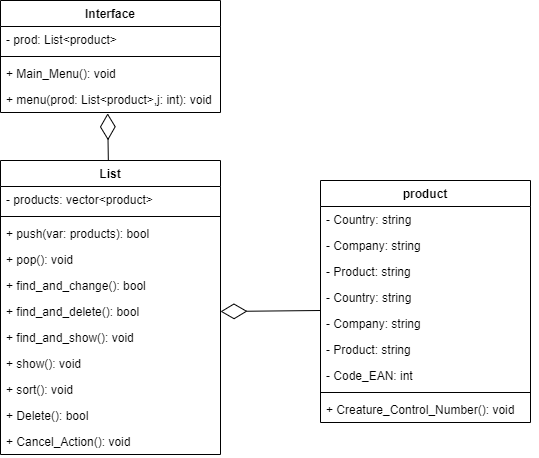 Interface
- prod: List<product>
+ Main_Menu(): void
+ menu(prod: List<product>,j: int): void
List
- products: vector<product>
+ push(var: products): bool
+ pop(): void
+ find_and_change(): bool
+ find_and_delete(): bool
+ find_and_show(): void
+ show(): void
+ sort(): void
+ Delete(): bool
+ Cancel_Action(): void
product
- Country: string
- Company: string
- Product: string
- Country: string
- Company: string
- Product: string
- Code_EAN: int
+ Creature_Control_Number(): void